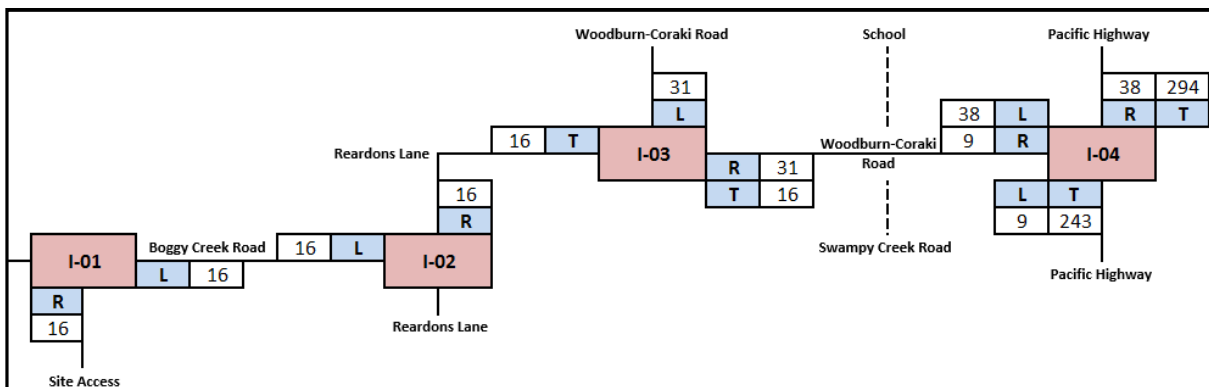 Woodburn-Coraki Road School Pacific Highway
31 38 294
L 38 L R T
16 T I-03 9 R I-04
Reardons Lane Woodburn-Coraki
Road
R 31
T 16
16 L T
R 9 243
I-01 Boggy Creek Road 16 L I-02 Swampy Creek Road
L 16 Pacific Highway
R
16
Reardons Lane
Site Access